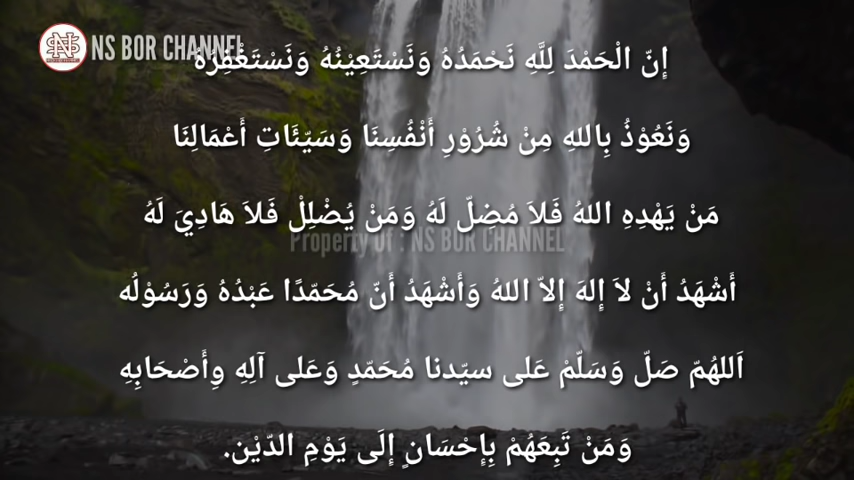 NS BOR CHANNEL
إِنّ الْحَمْدَ لِلَّهِ نَحْمَدُهُ وَنَسْتَعِيْنُهُ وَنَسْتَغْفِرُهُ
وَنَعُوْذُ بِاللهِ مِنْ شُرُوْرِ أَنْفُسِنَا وَسَيّئَاتِ أَعْمَالِنَا
مَنْ يَهْدِهِ اللهُ فَلاَ مُضِلّ لَهُ وَمَنْ يُضْلِلْ فَلاَ هَادِيَ لَهُ
Property of : NS BOR CHANNEL
أَشْهَدُ أَنْ لاَ إِلهَ إِلاّ اللهُ وَأَشْهَدُ أَنّ مُحَمّدًا عَبْدُهُ وَرَسُوْلُه
اَللهُمّ صَلّ وَسَلّمْ عَلى سيّدنا مُحَمّدٍ وَعَلى آلِهِ وِأَصْحَابِهِ
وَمَنْ تَبِعَهُمْ بِإِحْسَانٍ إِلَى يَوْمِ الدّيْن.